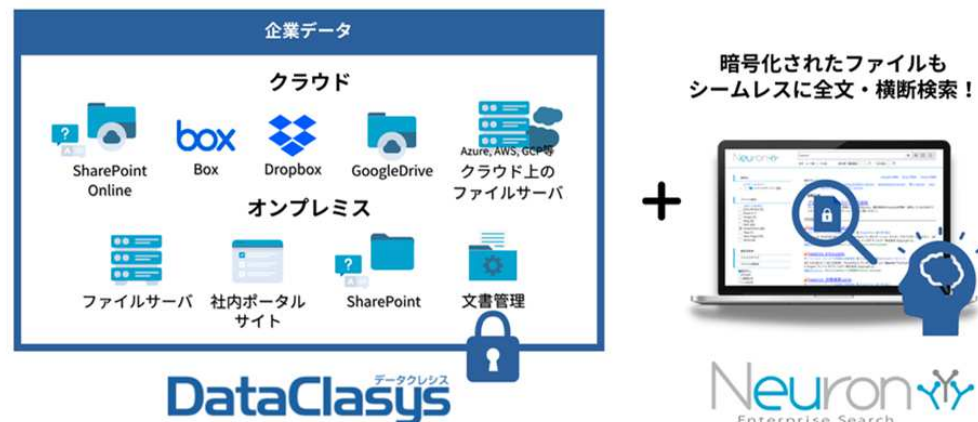 企業データ
クラウド
暗号化されたファイルも
シームレスに全文・横断検索！
?
A
SharePoint
Online
box
Box
Dropbox
GoogleDrive
Azure, AWS, GCP等
クラウド上の
ファイルサーバ
オンプレミス
ファイルサーバ
社内ポータル
サイト
?
A
SharePoint
文書管理
+
Neuron
データクレシス
DataClasys
Neuron
Enterprise Search